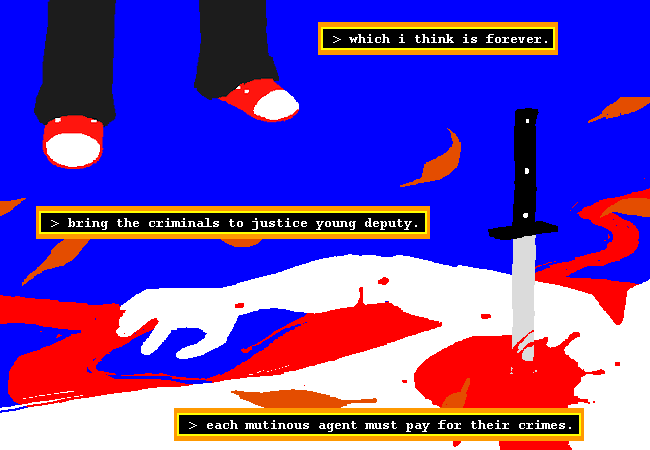 > which i think is forever.
> bring the criminals to justice young deputy.
> each mutinous agent must pay for their crimes.